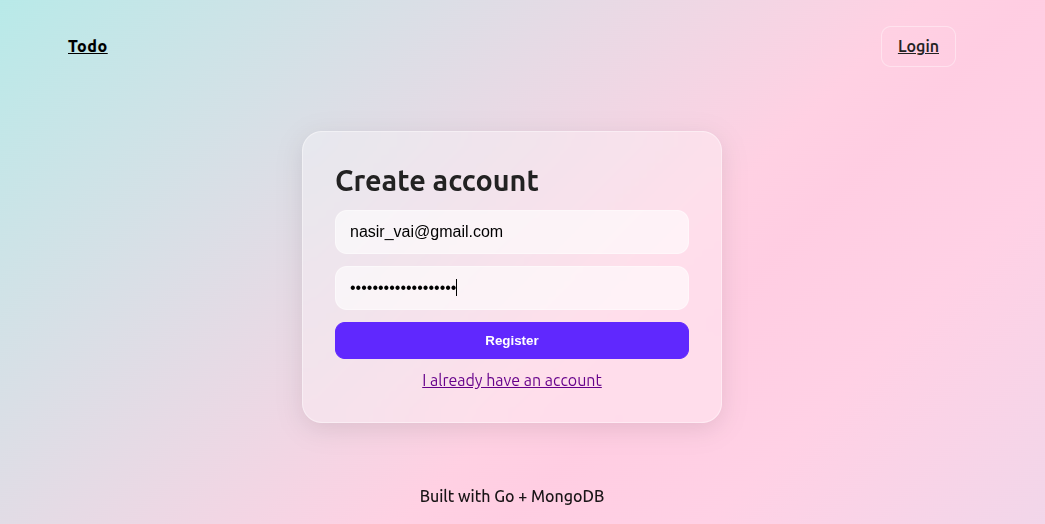 Todo
Login
Create account
nasir_vai@gmail.com
•••••••••••••••••••
Register
I already have an account
Built with Go + MongoDB